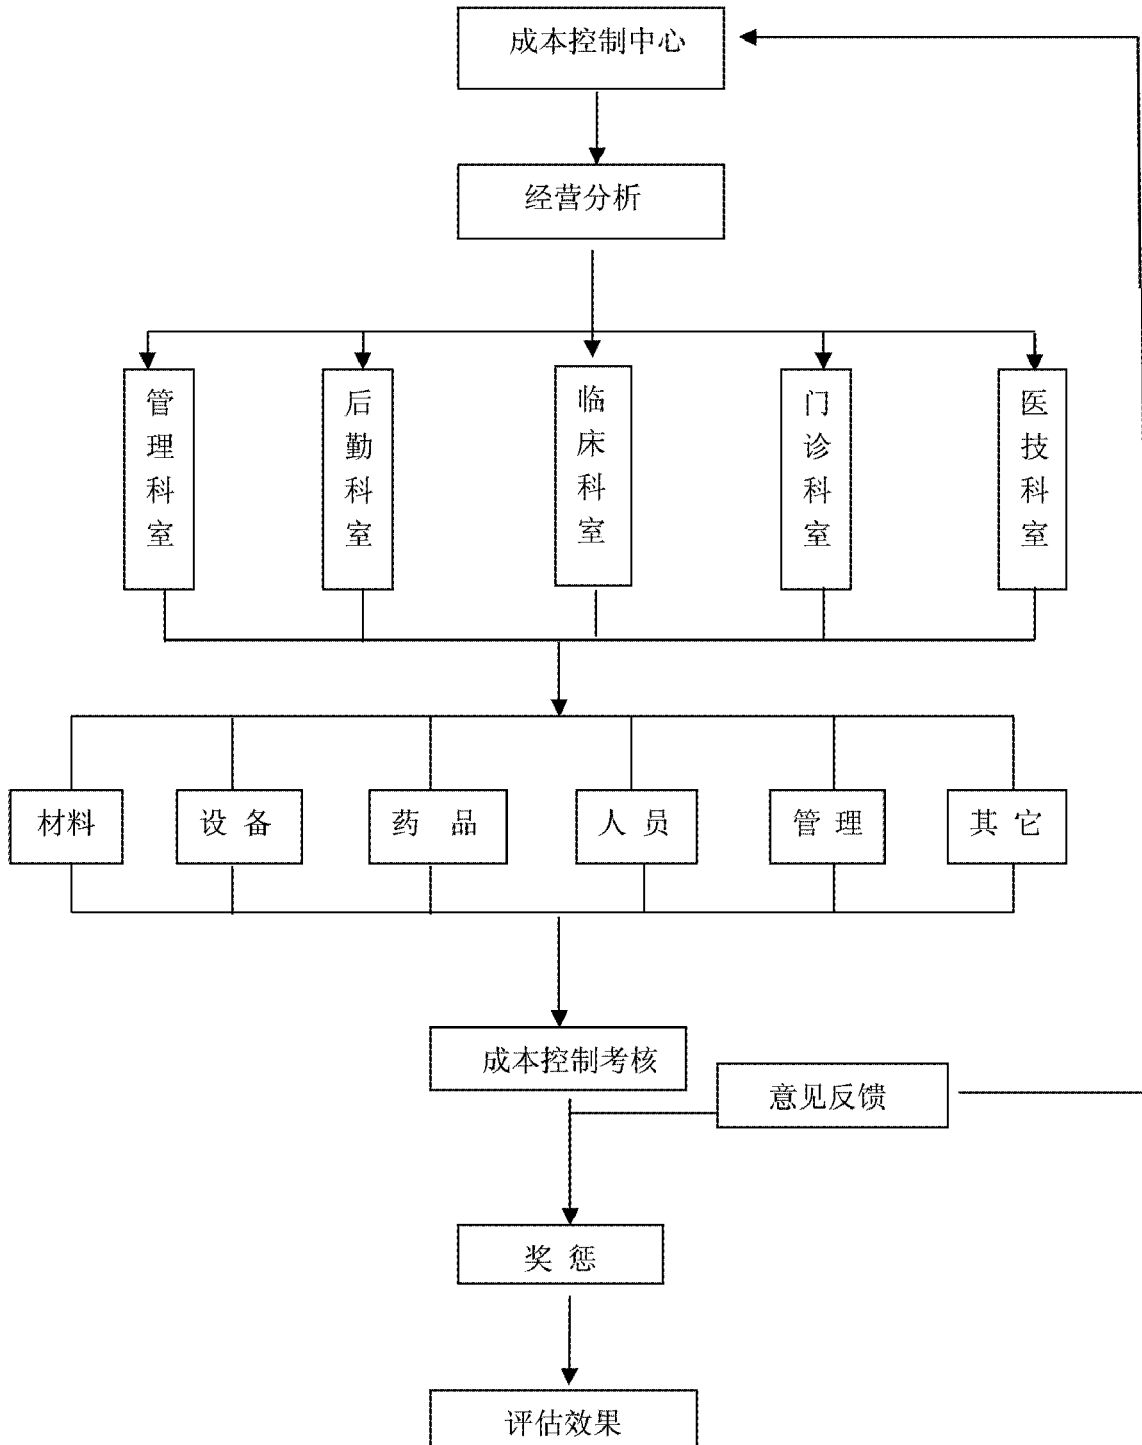 成本控制中心
经营分析
管理科室
后勤科室
临床科室
门诊科室
医技科室
材料
设 备
药 品
人 员
管 理
其 它
成本控制考核
意见反馈
奖 惩
评估效果